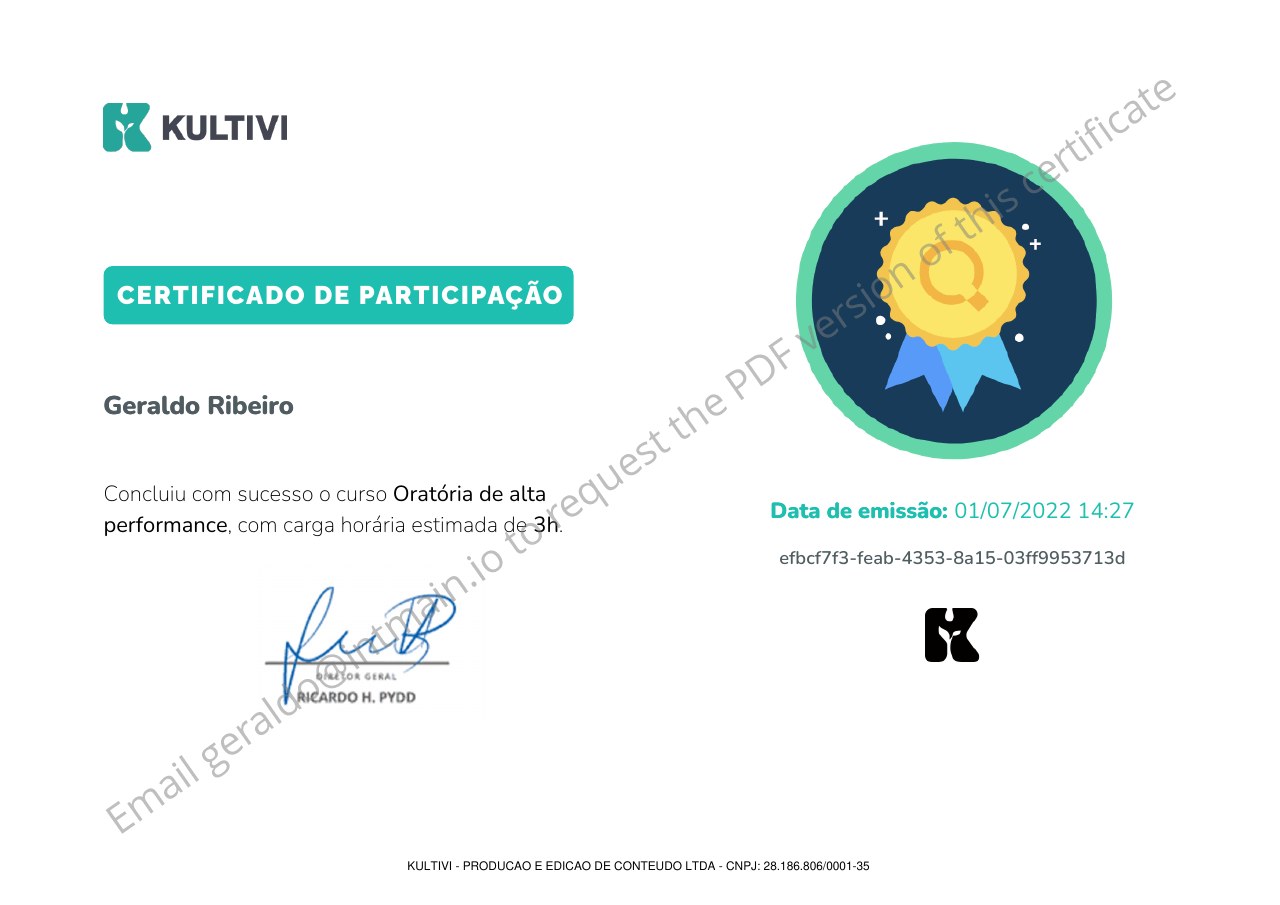 KULTIVI
CERTIFICADO DE PARTICIPAÇÃO
Geraldo Ribeiro
Concluiu com sucesso o curso Oratória de alta
performance, com carga horária estimada de 3h.
DIRETOR GERAL
RICARDO H. PYDD
Data de emissão: 01/07/2022 14:27
efbcf7f3-feab-4353-8a15-03ff9953713d
Email geraldo@intmain.io to request the PDF version of this certificate
KULTIVI - PRODUCAO E EDICAO DE CONTEUDO LTDA - CNPJ: 28.186.806/0001-35